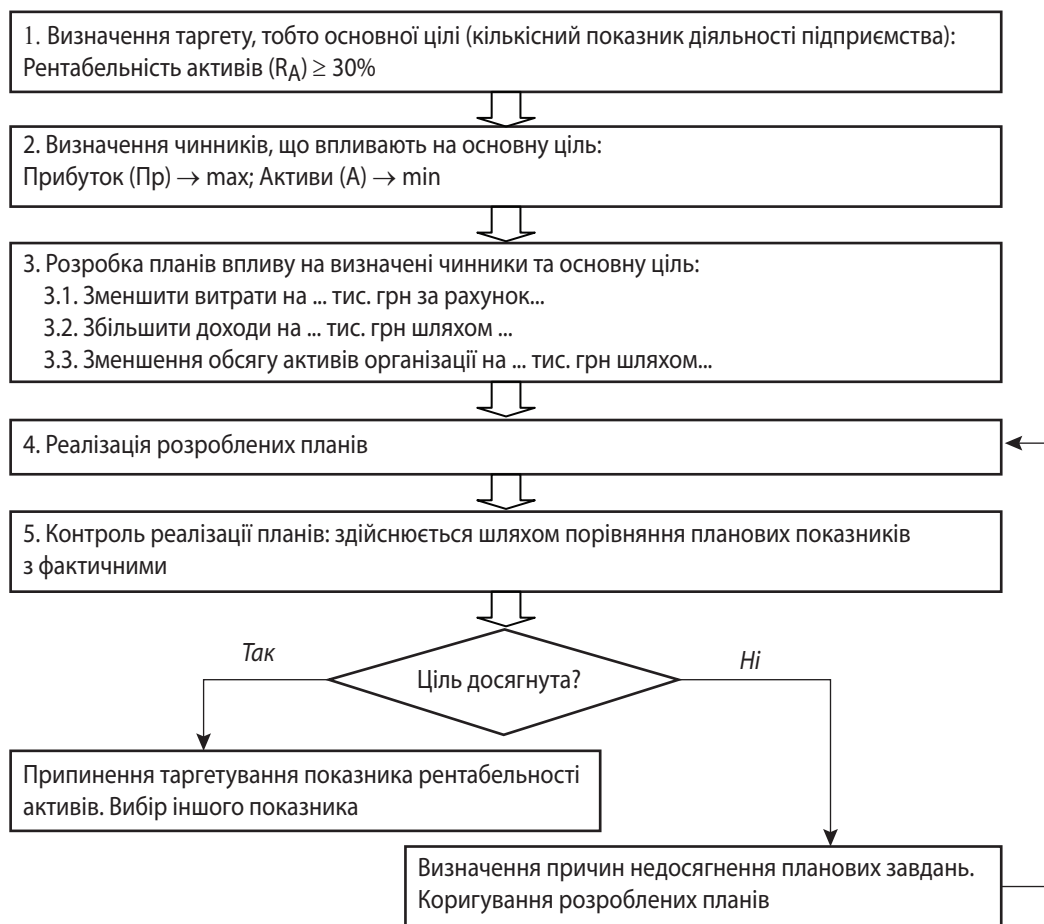 1. Визначення таргету, тобто основної цілі (кількісний показник діяльності підприємства):
Рентабельність активів (RA) ≥ 30%
2. Визначення чинників, що впливають на основну ціль:
Прибуток (Пр) → max; Активи (А) → min
3. Розробка планів впливу на визначені чинники та основну ціль:
3.1. Зменшити витрати на ... тис. грн за рахунок...
3.2. Збільшити доходи на ... тис. грн шляхом ...
3.3. Зменшення обсягу активів організації на ... тис. грн шляхом...
4. Реалізація розроблених планів
5. Контроль реалізації планів: здійснюється шляхом порівняння планових показників
з фактичними
Так
Ні
Ціль досягнута?
Припинення таргетування показника рентабельності
активів. Вибір іншого показника
Визначення причин недосягнення планових завдань.
Коригування розроблених планів